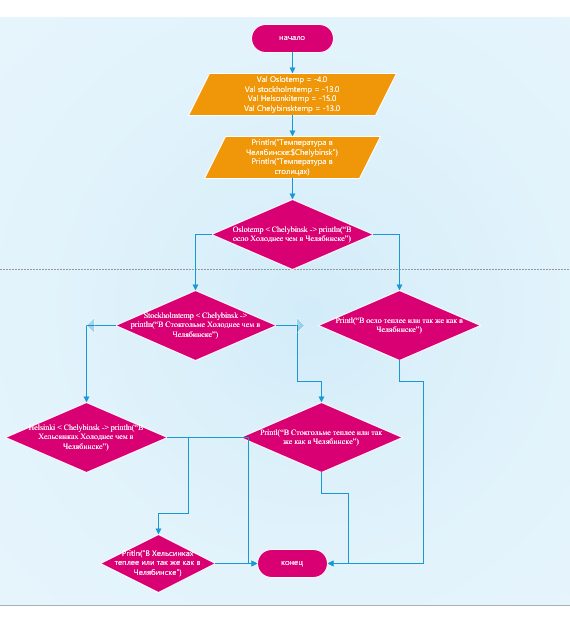 начало
Val Oslotemp = -4.0
Val stockholmtemp = -13.0
Val Helsonkitemp = -15.0
Val Chelybinsktemp = -13.0
Println("Температура в
Челябинске:$Chelybinsk")
Println("Температура в
столицах)
Oslotemp < Chelybinsk -> println("В
осло Холоднее чем в Челябинске")
Stockholmtemp < Chelybinsk ->
println("В Стокгольме Холоднее чем в
Челябинске")
Printl("В осло теплее или так же как в
Челябинске")
Helsinki < Chelybinsk -> println("В
Хельсинках Холоднее чем в
Челябинске")
Printl("В Стокгольме теплее или так
же как в Челябинске")
Pritln("В Хельсинках
теплее или так же как в
Челябинске")
конец